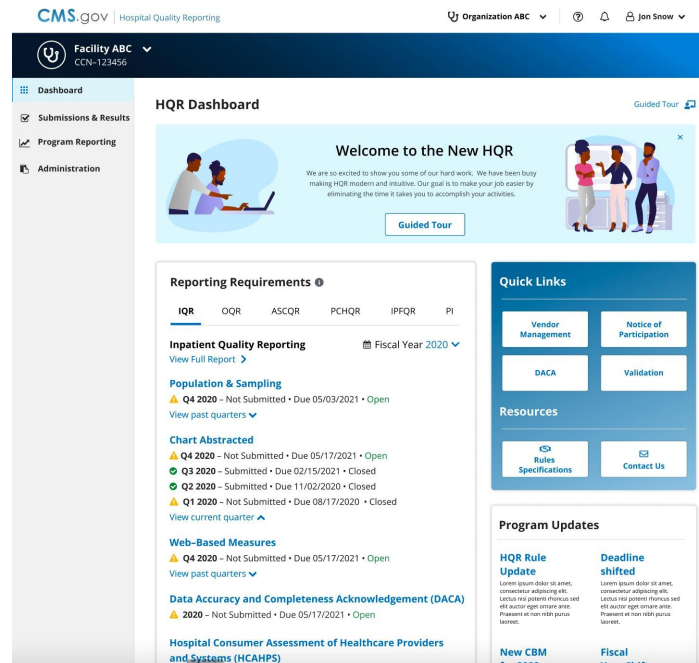 CMS.gov Hospital Quality Reporting
Organization ABC
Jon Snow
Facility ABC
CCN–123456
Dashboard
Submissions & Results
Program Reporting
Administration
HQR Dashboard
Guided Tour
Welcome to the New HQR
We are so excited to show you some of our hard work. We have been busy
making HQR modern and intuitive. Our goal is to make your job easier by
eliminating the time it takes you to accomplish your activities.
Guided Tour
Reporting Requirements
IQR OQR ASCQR PCHQR IPFQR PI
Inpatient Quality Reporting
Fiscal Year 2020
View Full Report
Population & Sampling
Q4 2020 – Not Submitted • Due 05/03/2021 • Open
View past quarters
Chart Abstracted
Q4 2020 – Not Submitted • Due 05/17/2021 • Open
Q3 2020 – Submitted • Due 02/15/2021 • Closed
Q2 2020 – Submitted • Due 11/02/2020 • Closed
Q1 2020 – Not Submitted • Due 08/17/2020 • Closed
View current quarter
Web–Based Measures
Q4 2020 – Not Submitted • Due 05/17/2021 • Open
View past quarters
Data Accuracy and Completeness Acknowledgement (DACA)
2020 – Not Submitted • Due 05/17/2021 • Open
Hospital Consumer Assessment of Healthcare Providers
and Systems (HCAHPS)
Quick Links
Vendor
Management
Notice of
Participation
DACA
Validation
Resources
Rules
Specifications
Contact Us
Program Updates
HQR Rule
Update
Lorem ipsum dolor sit amet,
consectetur adipiscing elit.
Lectus nisi potenti rhoncus sed
elit auctor eget ornare ante.
Praesent et non nibh purus
laoreet.
Deadline
shifted
Lorem ipsum dolor sit amet,
consectetur adipiscing elit.
Lectus nisi potenti rhoncus sed
elit auctor eget ornare ante.
Praesent et non nibh purus
laoreet.
New CBM
Fiscal